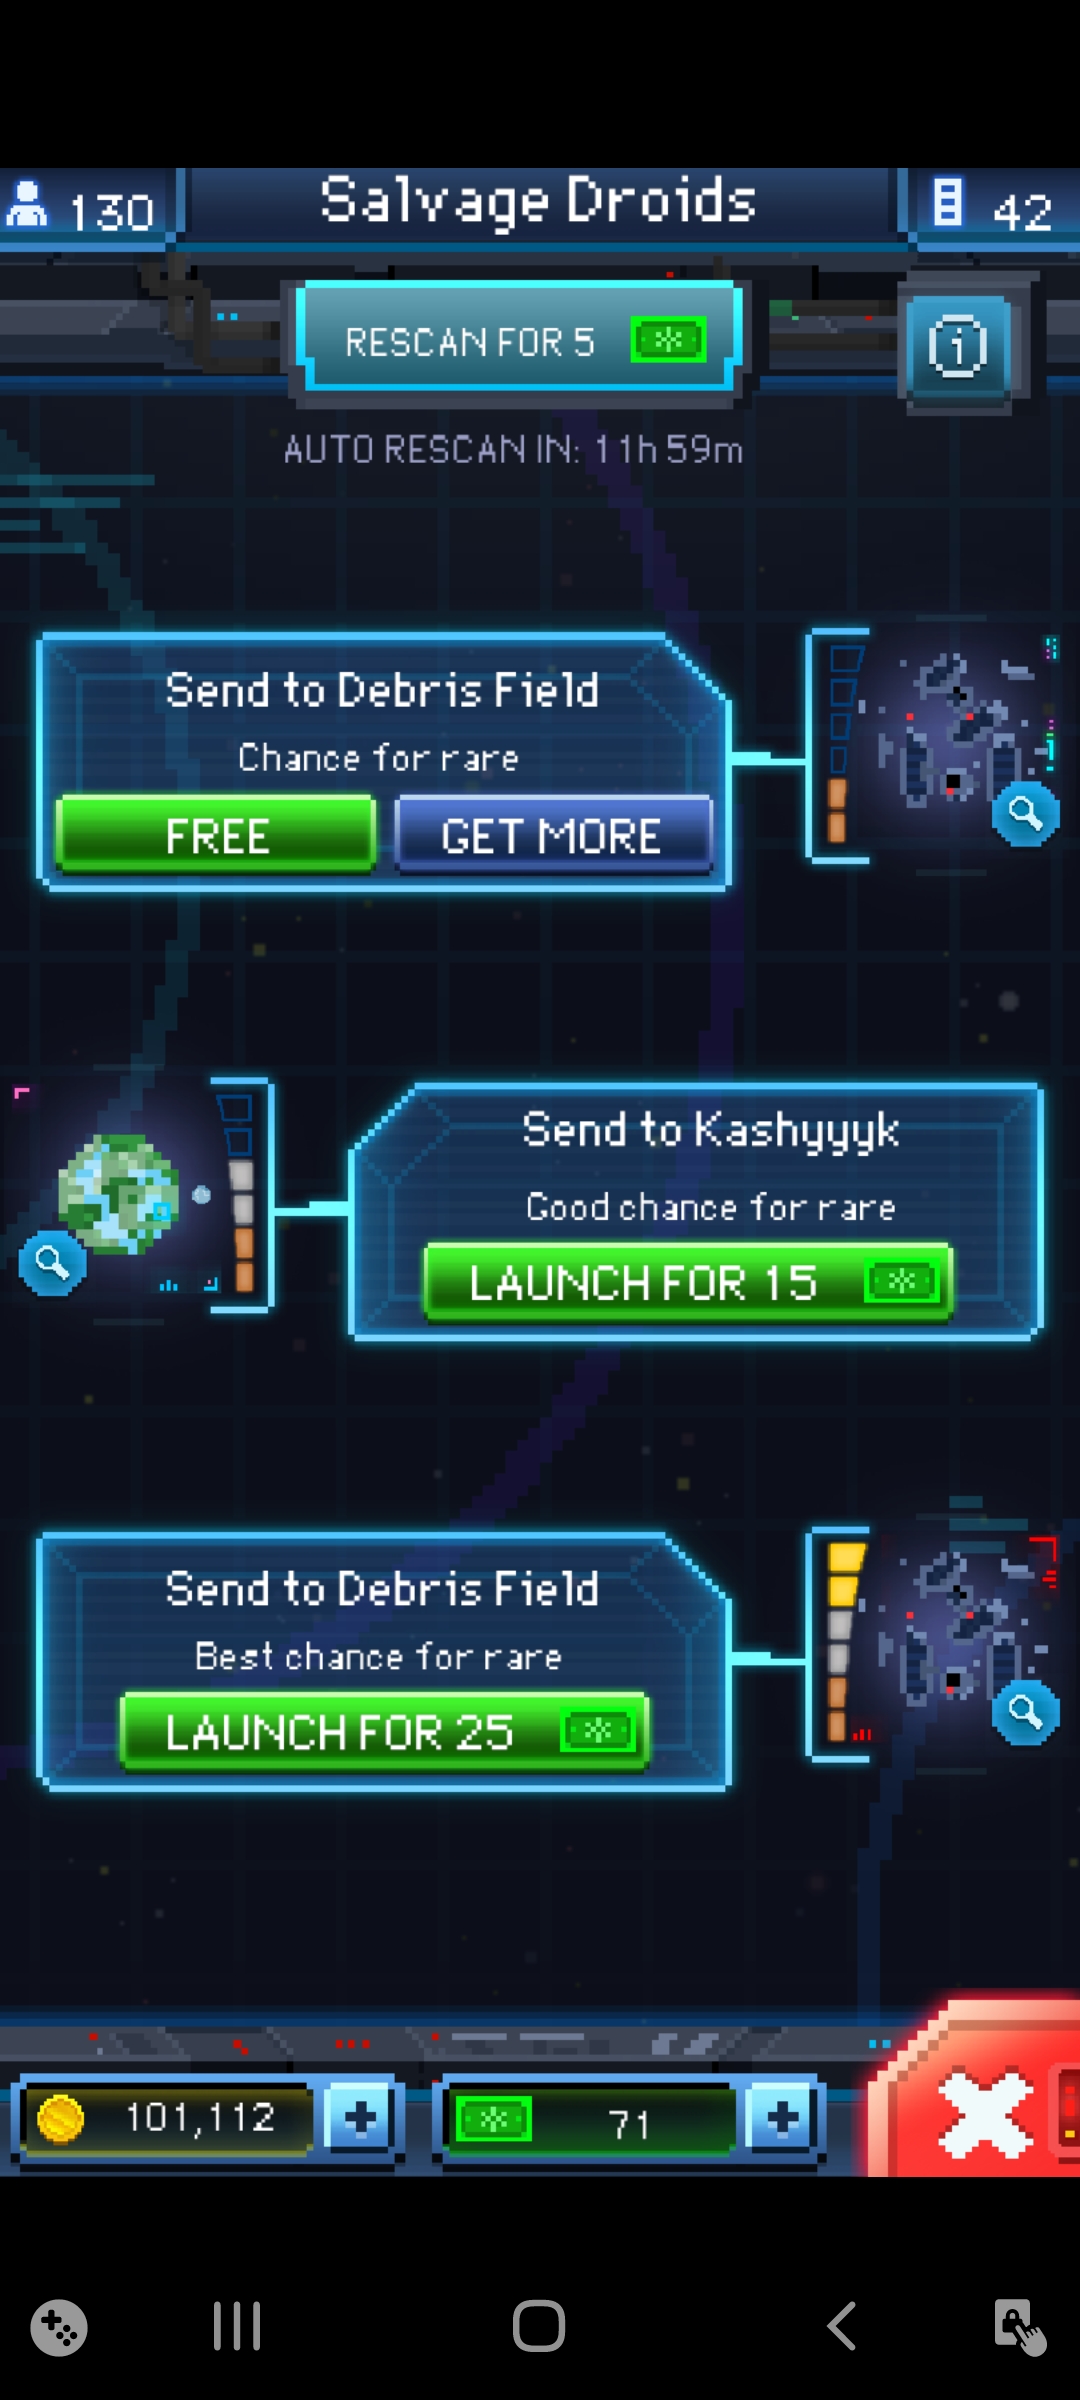 130
Salvage Droids
42
RESCAN FOR 5
AUTO RESCAN IN: 11h 59m
Send to Debris Field
Chance for rare
FREE
GET MORE
Send to Kashyyyk
Good chance for rare
LAUNCH FOR 15
Send to Debris Field
Best chance for rare
LAUNCH FOR 25
101,112
71